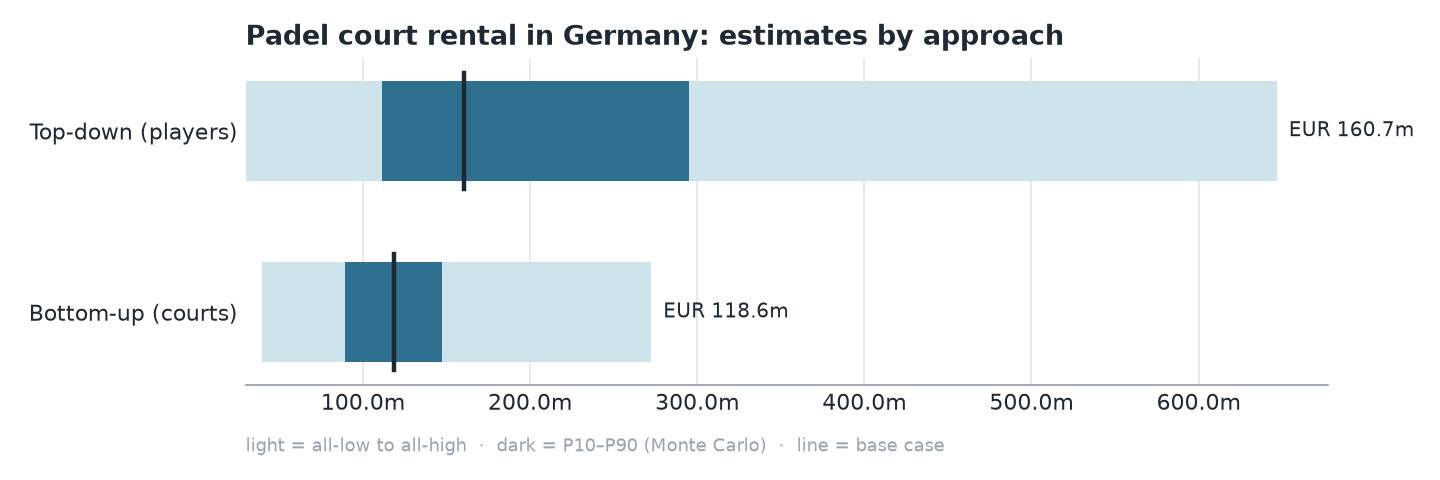 Padel court rental in Germany: estimates by approach
Top-down (players)
EUR 160.7m
Bottom-up (courts)
EUR 118.6m
100.0m 200.0m 300.0m 400.0m 500.0m 600.0m
light = all-low to all-high · dark = P10–P90 (Monte Carlo) · line = base case